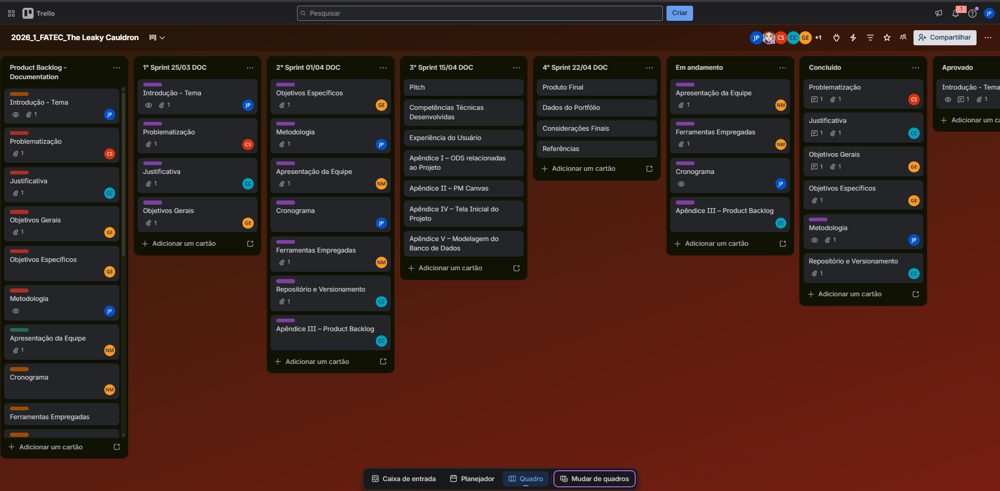 Trello
Pesquisar
Criar
1
JP
2026_1_FATEC_The Leaky Cauldron
JP
CS
CC
GE
+1
Compartilhar
Product Backlog -
Documentation
Introdução - Tema
1
JP
Problematização
1
CS
Justificativa
1
CC
Objetivos Gerais
1
GE
Objetivos Específicos
GE
Metodologia
JP
Apresentação da Equipe
1
NM
Cronograma
NM
Ferramentas Empregadas
Adicionar um cartão
1º Sprint 25/03 DOC
Introdução - Tema
1
JP
Problematização
1
CS
Justificativa
1
CC
Objetivos Gerais
1
GE
Adicionar um cartão
2º Sprint 01/04 DOC
Objetivos Específicos
1
GE
Metodologia
1
JP
Apresentação da Equipe
1
NM
Cronograma
JP
Ferramentas Empregadas
1
NM
Repositório e Versionamento
1
CC
Apêndice III – Product Backlog
CC
Adicionar um cartão
3º Sprint 15/04 DOC
Pitch
Competências Técnicas
Desenvolvidas
Experiência do Usuário
Apêndice I – ODS relacionadas
ao Projeto
Apêndice II – PM Canvas
Apêndice IV – Tela Inicial do
Projeto
Apêndice V – Modelagem do
Banco de Dados
Adicionar um cartão
4º Sprint 22/04 DOC
Produto Final
Dados do Portfólio
Considerações Finais
Referências
Adicionar um cartão
Em andamento
Apresentação da Equipe
1
NM
Ferramentas Empregadas
1
NM
Cronograma
JP
Apêndice III – Product Backlog
CC
Adicionar um cartão
Concluído
Problematização
1 1
CS
Justificativa
1 1
CC
Objetivos Gerais
1 1
GE
Objetivos Específicos
1
GE
Metodologia
1
JP
Repositório e Versionamento
1
CC
Adicionar um cartão
Aprovado
Introdução - Tema
1 1
Adicionar um ca
Caixa de entrada
Planejador
Quadro
Mudar de quadros